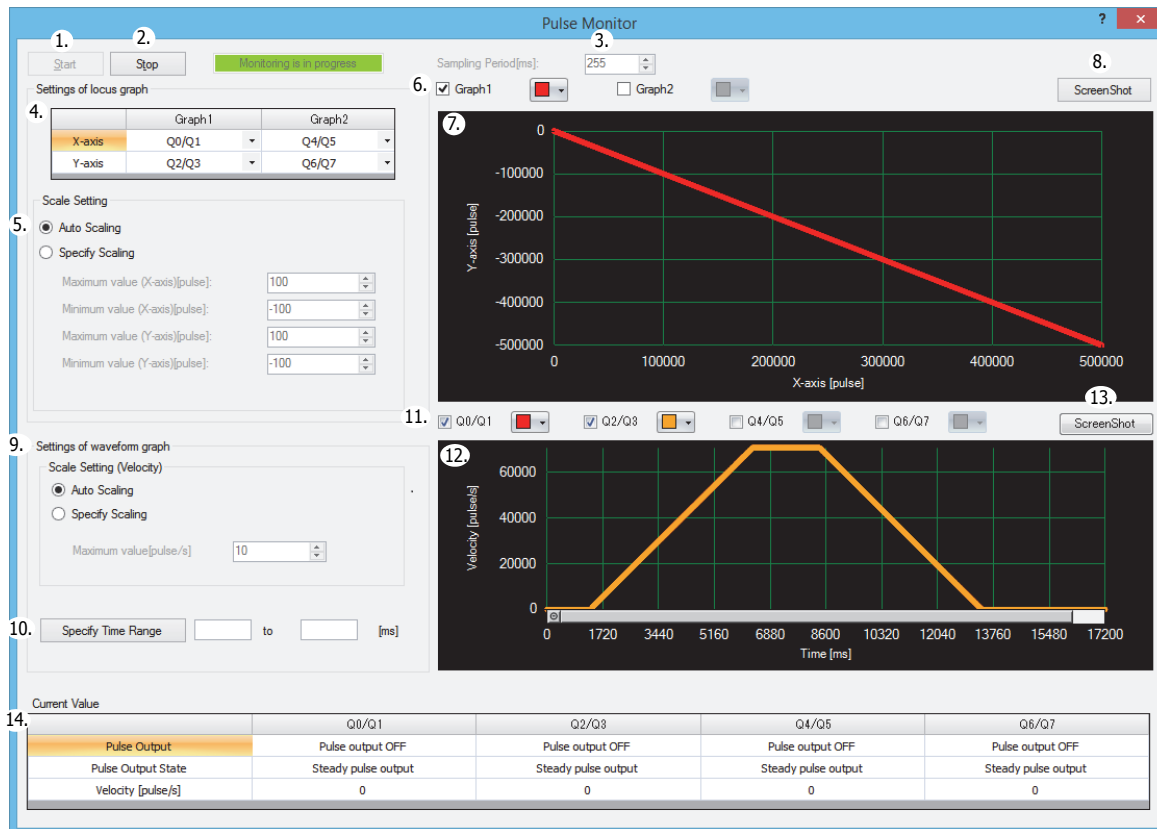 Pulse Monitor
?
×
1.
2.
3.
Start
Stop
Monitoring is in progress
Sampling Period[ms]:
255
8.
Settings of locus graph
6.
Graph1
Graph2
ScreenShot
4.
Graph1
Graph2
X-axis
Q0/Q1
Q4/Q5
Y-axis
Q2/Q3
Q6/Q7
Scale Setting
5.
Auto Scaling
Specify Scaling
Maximum value (X-axis)[pulse]:
100
Minimum value (X-axis)[pulse]:
-100
Maximum value (Y-axis)[pulse]:
100
Minimum value (Y-axis)[pulse]:
-100
7.
0
-100000
-200000
-300000
-400000
-500000
Y-axis [pulse]
0
100000
200000
300000
400000
500000
X-axis [pulse]
13.
11.
Q0/Q1
Q2/Q3
Q4/Q5
Q6/Q7
ScreenShot
9.
Settings of waveform graph
Scale Setting (Velocity)
Auto Scaling
Specify Scaling
Maximum value[pulse/s]
10
10.
Specify Time Range
to
[ms]
12.
60000
40000
20000
0
Velocity [pulse/s]
0
1720
3440
5160
6880
8600
10320
12040
13760
15480
17200
Time [ms]
Current Value
14.
Q0/Q1
Q2/Q3
Q4/Q5
Q6/Q7
Pulse Output
Pulse output OFF
Pulse output OFF
Pulse output OFF
Pulse output OFF
Pulse Output State
Steady pulse output
Steady pulse output
Steady pulse output
Steady pulse output
Velocity [pulse/s]
0
0
0
0